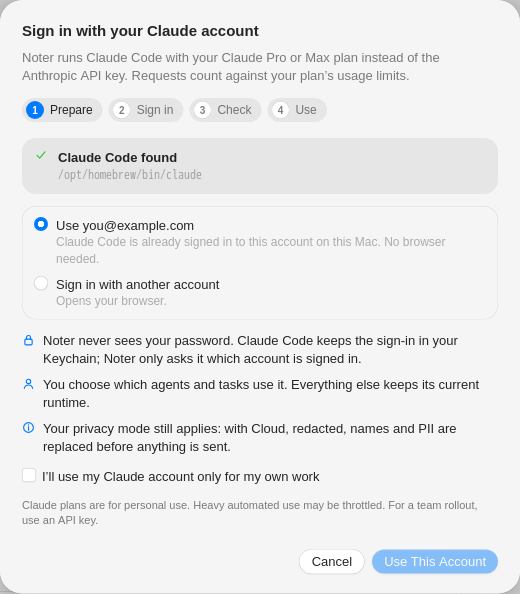 Sign in with your Claude account
Noter runs Claude Code with your Claude Pro or Max plan instead of the
Anthropic API key. Requests count against your plan’s usage limits.
1 Prepare 2 Sign in 3 Check 4 Use
Claude Code found
/opt/homebrew/bin/claude
Use you@example.com
Claude Code is already signed in to this account on this Mac. No browser
needed.
Sign in with another account
Opens your browser.
Noter never sees your password. Claude Code keeps the sign-in in your
Keychain; Noter only asks it which account is signed in.
You choose which agents and tasks use it. Everything else keeps its current
runtime.
Your privacy mode still applies: with Cloud, redacted, names and PII are
replaced before anything is sent.
I’ll use my Claude account only for my own work
Claude plans are for personal use. Heavy automated use may be throttled. For a team rollout,
use an API key.
Cancel Use This Account